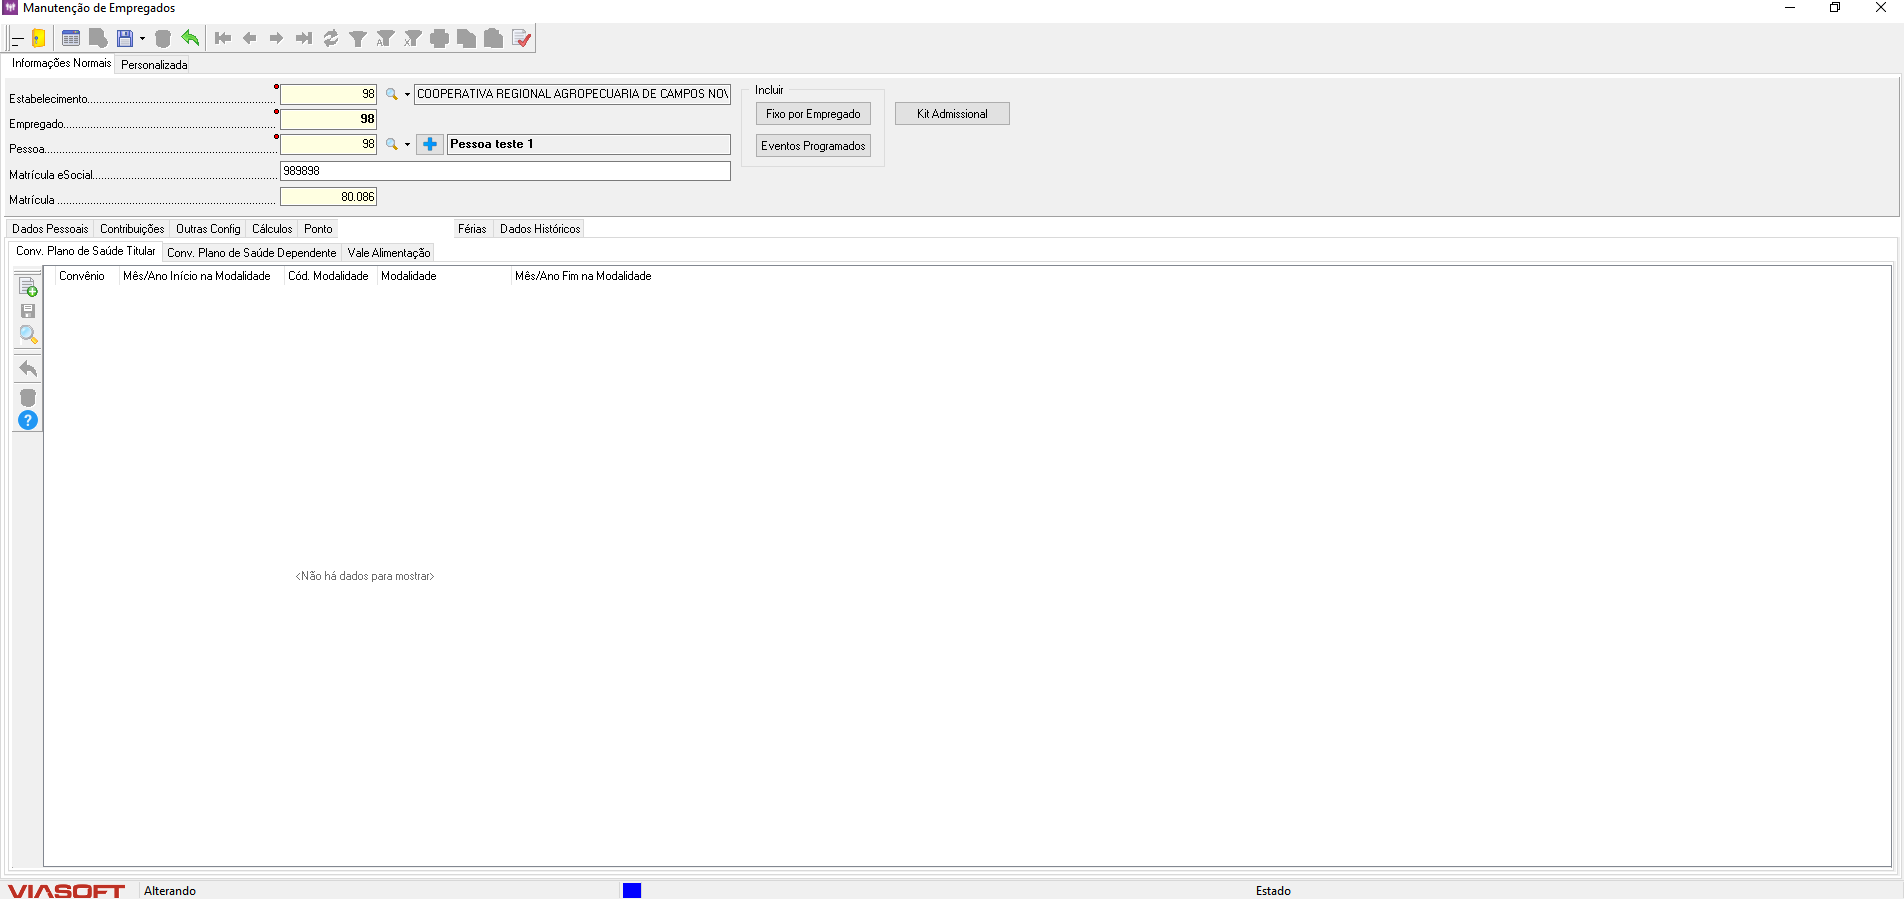 Manutenção de Empregados
Informações Normais Personalizada
Estabelecimento 98 COOPERATIVA REGIONAL AGROPECUARIA DE CAMPOS NOV
Empregado 98
Pessoa 98 Pessoa teste 1
Matrícula eSocial 989898
Matrícula 80.086
Incluir
Fixo por Empregado
Eventos Programados
Kit Admissional
Dados Pessoais Contribuições Outras Config Cálculos Ponto Férias Dados Históricos
Conv. Plano de Saúde Titular Conv. Plano de Saúde Dependente Vale Alimentação
Convênio Mês/Ano Início na Modalidade Cód. Modalidade Modalidade Mês/Ano Fim na Modalidade
<Não há dados para mostrar>
VIASOFT Alterando Estado